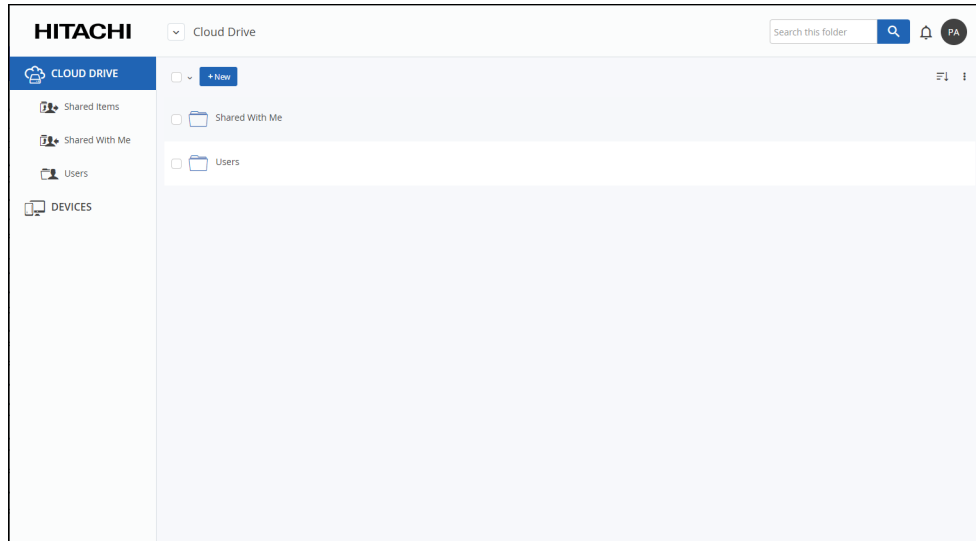 HITACHI
Cloud Drive
Search this folder
PA
CLOUD DRIVE
+ New
Shared Items
Shared With Me
Shared With Me
Users
Users
DEVICES